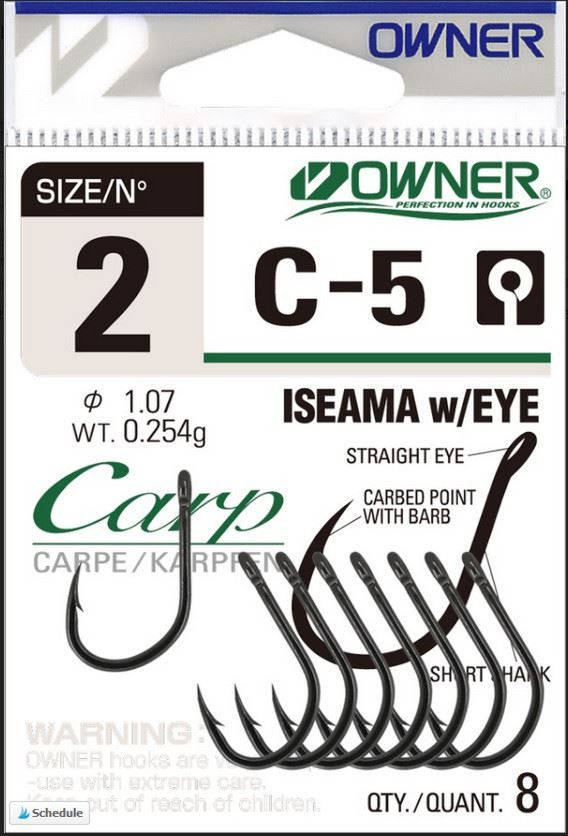 OWNER
SIZE/Nº
OWNER®
PERFECTION IN HOOKS
2
C-5
ϕ 1.07
WT. 0.254g
ISEAMA w/EYE
STRAIGHT EYE
CARBED POINT
WITH BARB
Carp
CARPE/KARPFEN
SHORT SHANK
WARNING:
OWNER hooks are
-use with extreme care.
Keep out of reach of children.
Schedule
QTY./QUANT. 8